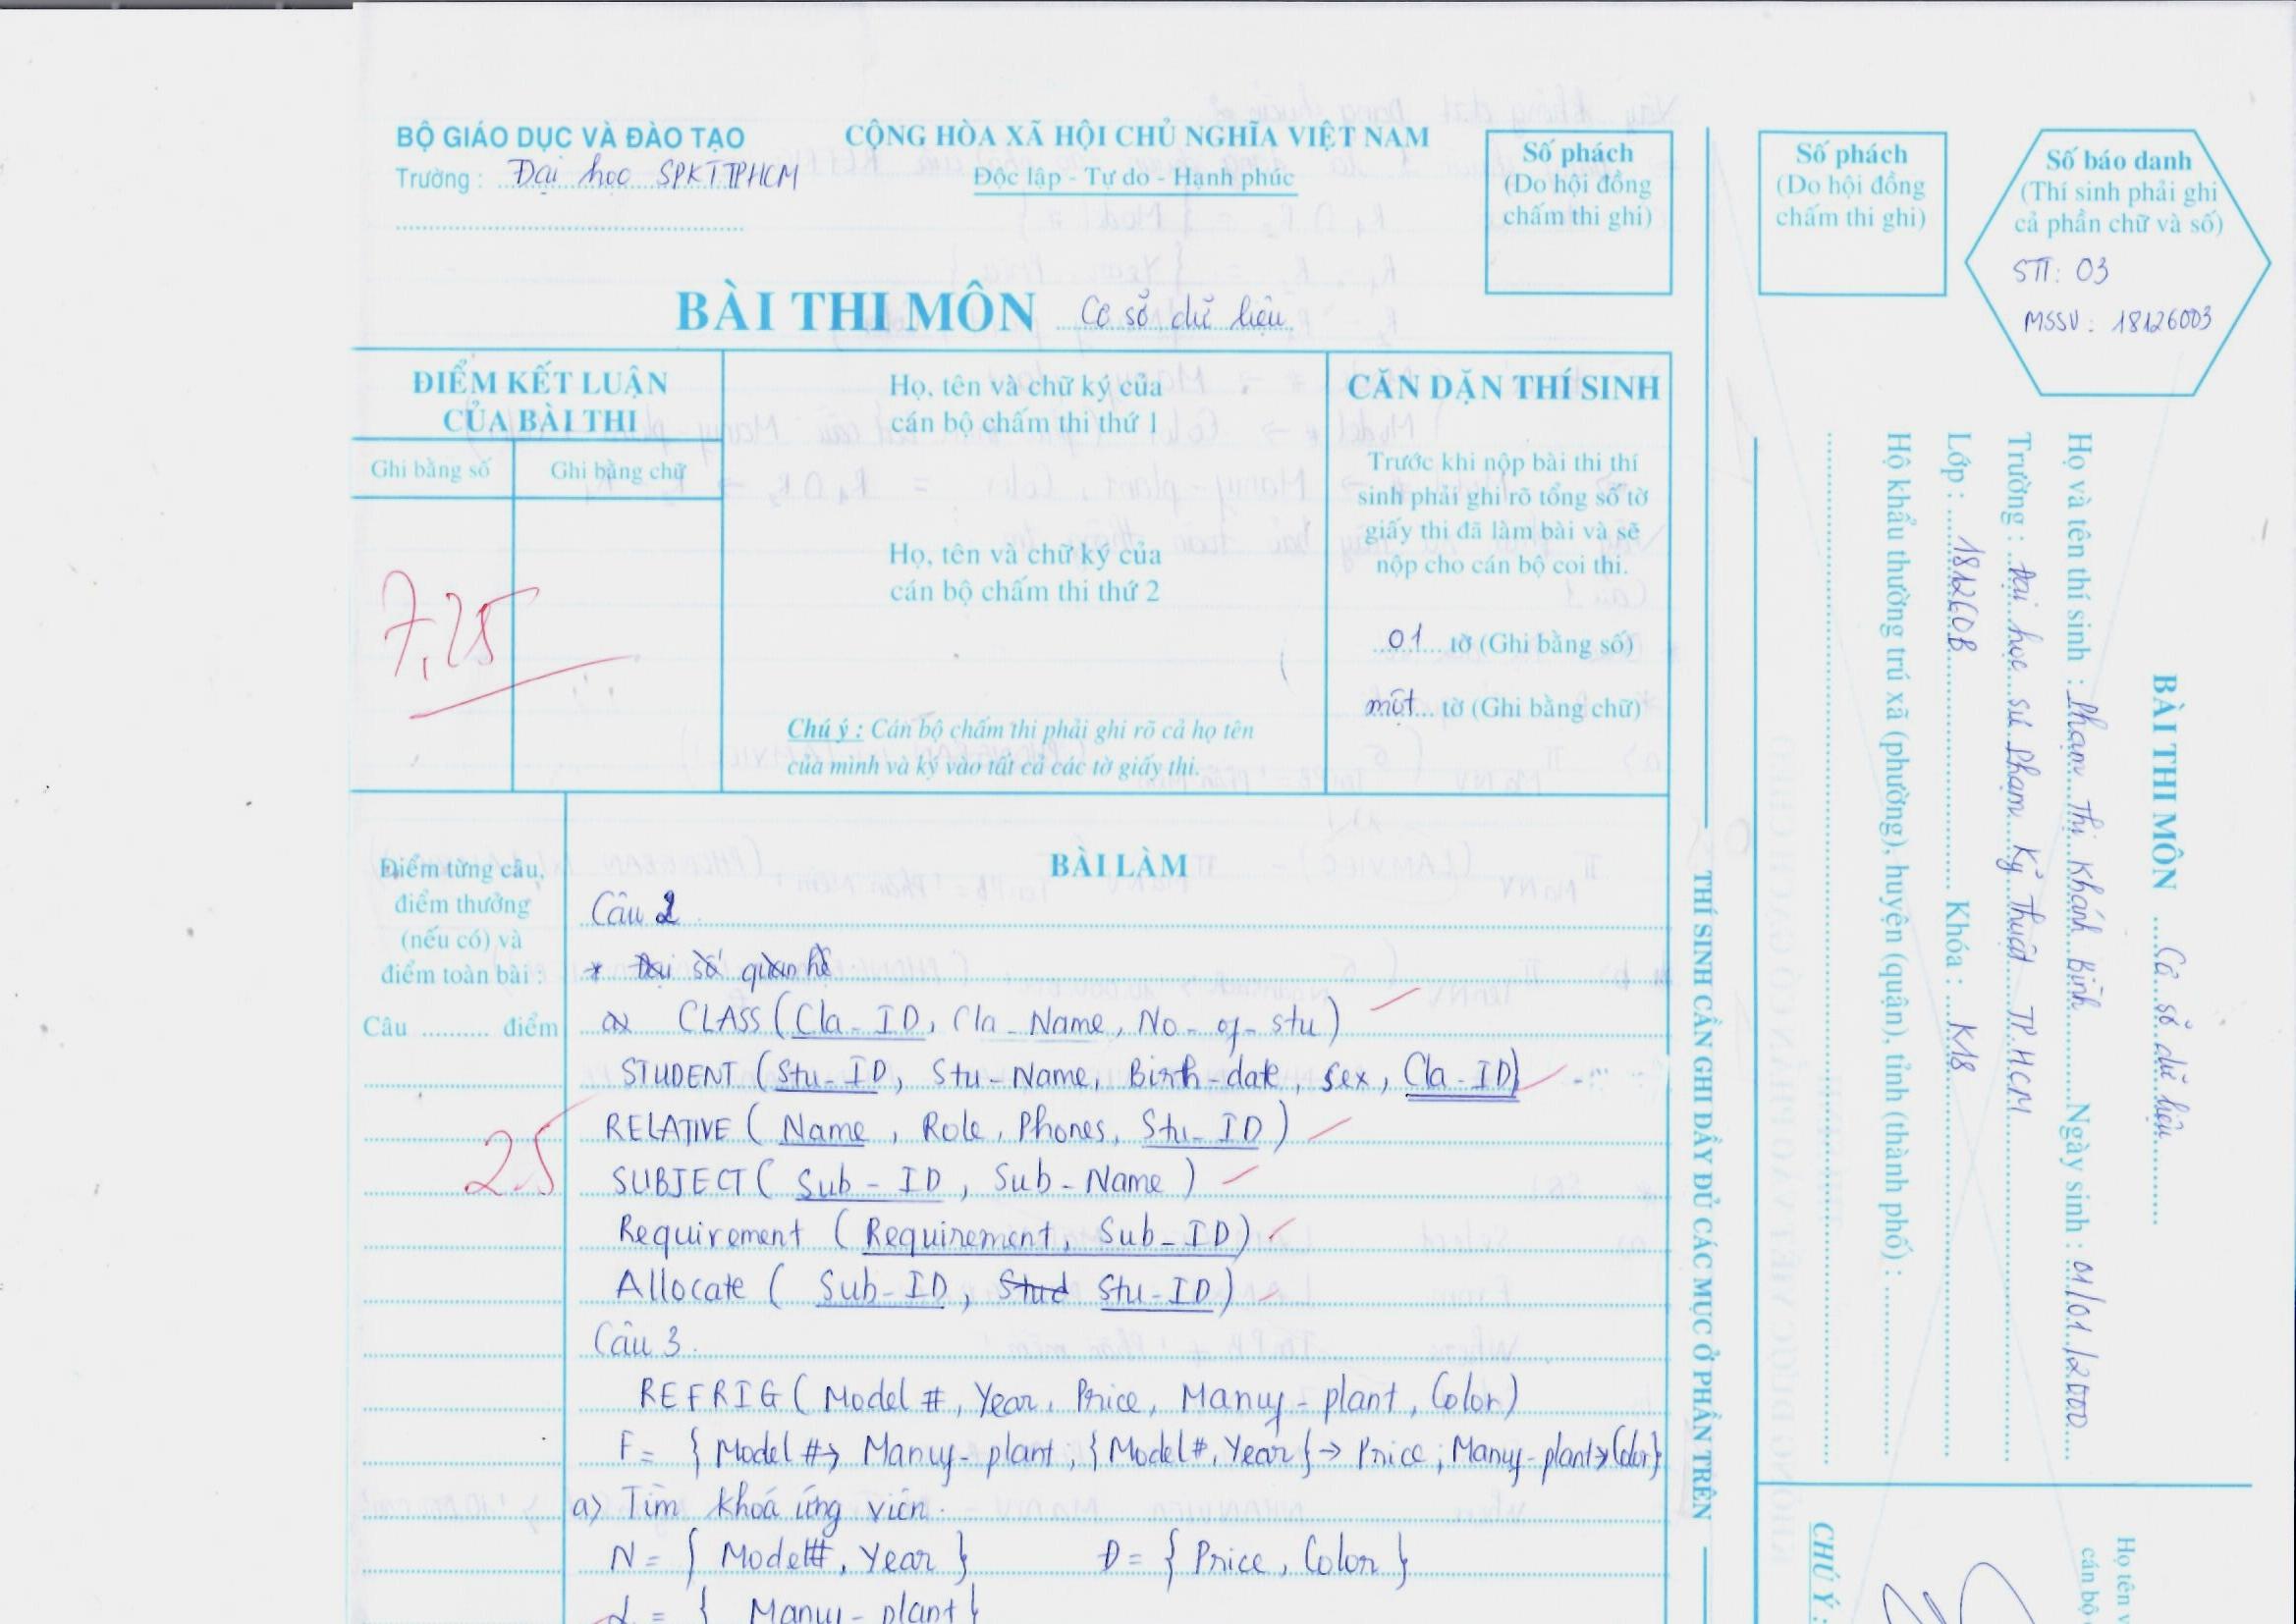 BỘ GIÁO DỤC VÀ ĐÀO TẠO
Trường : Đại học SPKT TPHCM
CỘNG HÒA XÃ HỘI CHỦ NGHĨA VIỆT NAM
Độc lập - Tự do - Hạnh phúc
Số phách
(Do hội đồng
chấm thi ghi)
BÀI THI MÔN Cơ sở dữ liệu
ĐIỂM KẾT LUẬN
CỦA BÀI THI
Ghi bằng số
Ghi bằng chữ
7,25
Họ, tên và chữ ký của
cán bộ chấm thi thứ 1
Họ, tên và chữ ký của
cán bộ chấm thi thứ 2
Chú ý : Cán bộ chấm thi phải ghi rõ cả họ tên
của mình và ký vào tất cả các tờ giấy thi.
CĂN DẶN THÍ SINH
Trước khi nộp bài thi thí
sinh phải ghi rõ tổng số tờ
giấy thi đã làm bài và sẽ
nộp cho cán bộ coi thi.
01 tờ (Ghi bằng số)
một tờ (Ghi bằng chữ)
Điểm từng câu,
điểm thưởng
(nếu có) và
điểm toàn bài :
Câu .......... điểm
25
BÀI LÀM
Câu 2
* Đại số quan hệ
a) CLASS (Cla_ID, Cla_Name, No_of_stu)
STUDENT (Stu_ID, Stu_Name, Birth_date, Sex, Cla_ID)
RELATIVE (Name, Role, Phones, Stu_ID)
SUBJECT (Sub_ID, Sub_Name)
Requirement (Requirement, Sub_ID)
Allocate (Sub_ID, Stud Stu_ID)
Câu 3.
REFRIG (Model #, Year, Price, Manuf_plant, Color)
F = { Model # → Manuf_plant ; {Model #, Year} → Price ; Manuf_plant → Color}
a) Tìm khoá ứng viên.
N = { Model#, Year }
D = { Price, Color }
L = { Manuf_plant }
THÍ SINH CẦN GHI ĐẦY ĐỦ CÁC MỤC Ở PHẦN TRÊN
Số phách
(Do hội đồng
chấm thi ghi)
Số báo danh
(Thí sinh phải ghi
cả phần chữ và số)
STT: 03
MSSV: 18126003
BÀI THI MÔN Cơ sở dữ liệu
Họ và tên thí sinh : Phạm Thị Khánh Bình Ngày sinh : 01/01/2000
Trường : Đại học sư phạm Kỹ Thuật TP.HCM
Lớp : 18126CDB Khóa : K18
Hộ khẩu thường trú xã (phường), huyện (quận), tỉnh (thành phố) :
Họ tên v
cán bộ
CHÚ Ý :